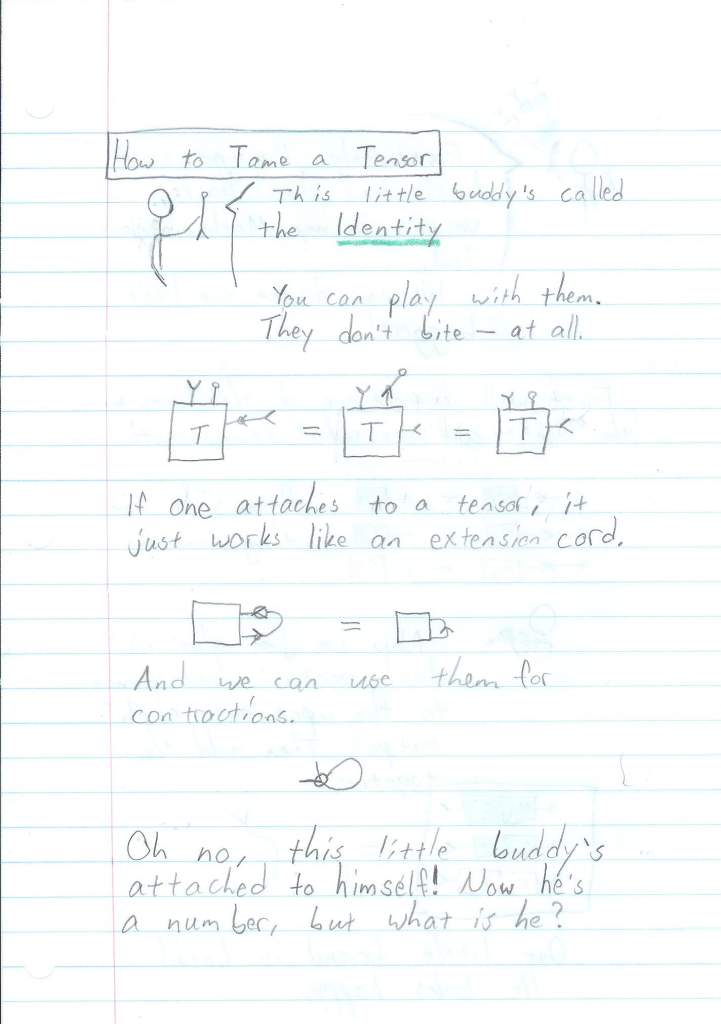 How to Tame a Tensor
This little buddy's called
the Identity
You can play with them.
They don't bite — at all.
T = T = T
If one attaches to a tensor, it
just works like an extension cord.
=
And we can use them for
contractions.
Oh no, this little buddy's
attached to himself! Now he's
a number, but what is he?